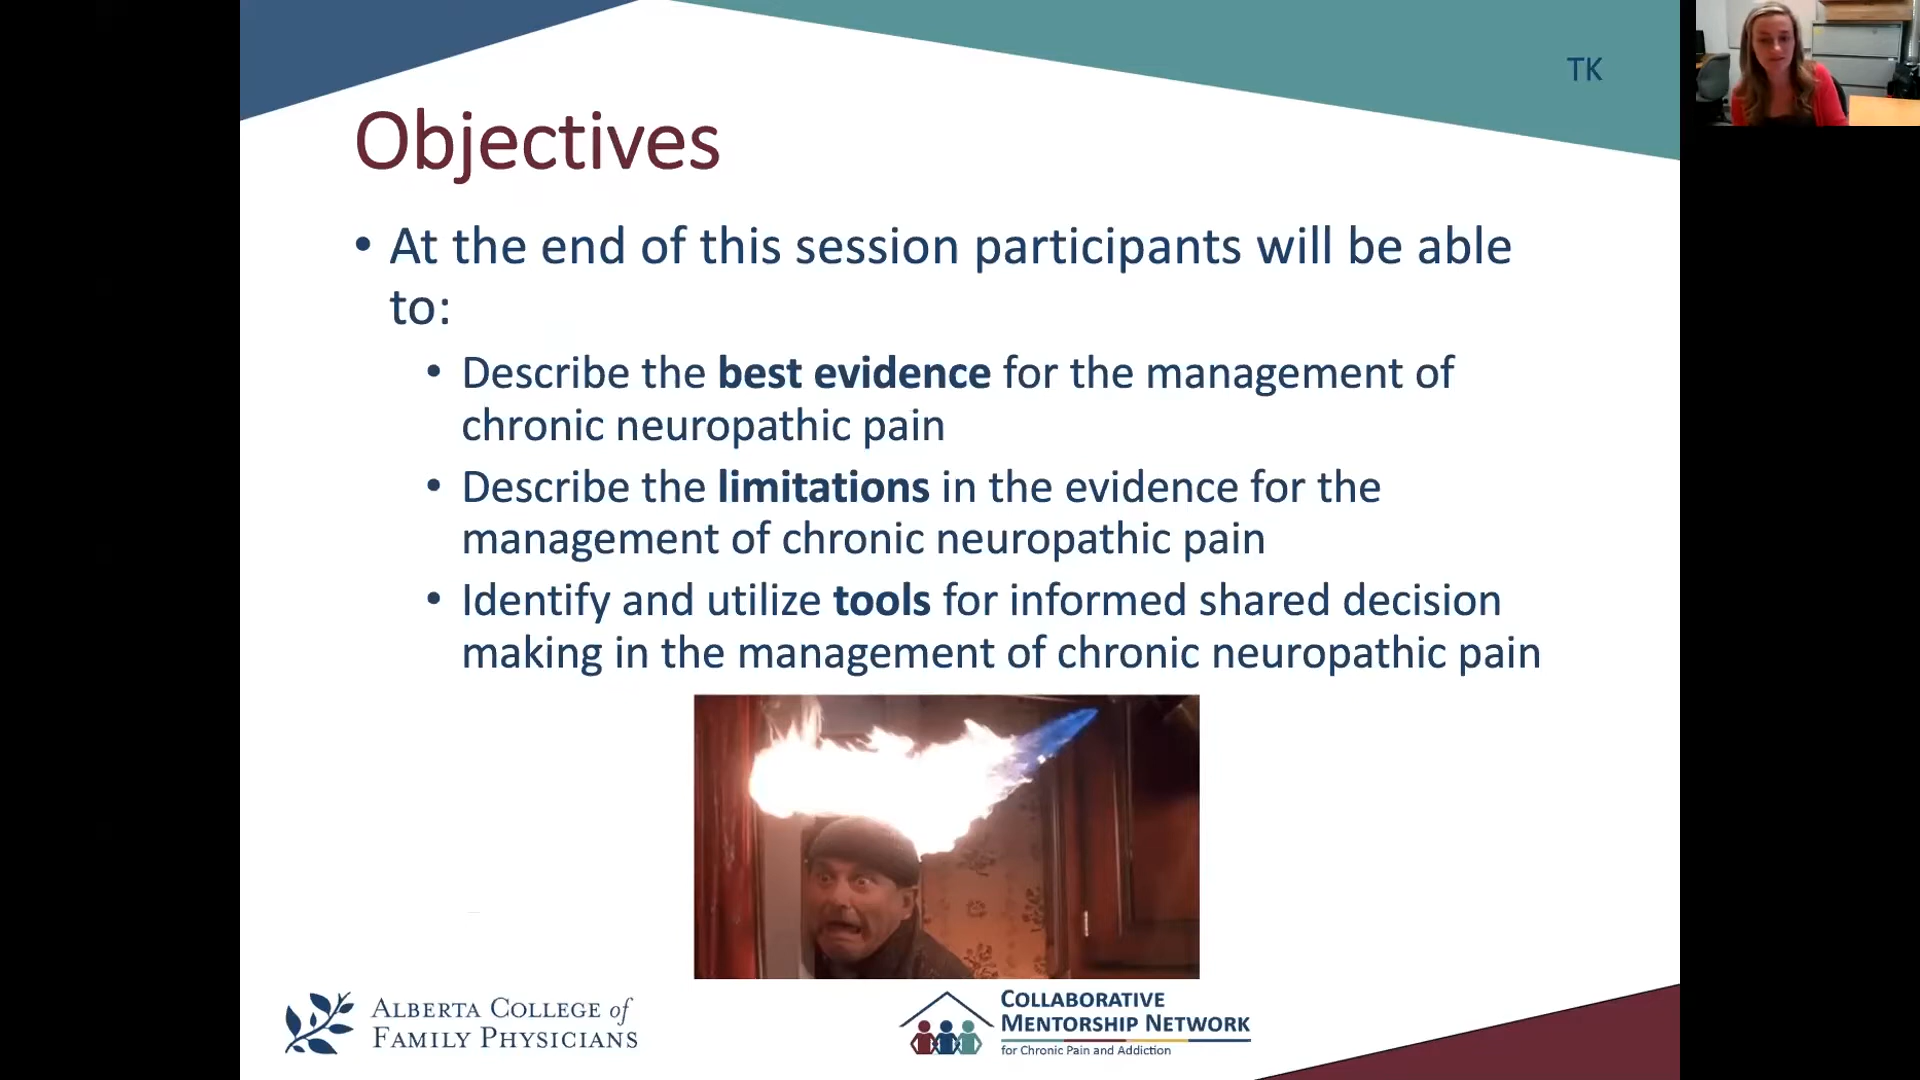 TK
Objectives
• At the end of this session participants will be able
to:
• Describe the best evidence for the management of
chronic neuropathic pain
• Describe the limitations in the evidence for the
management of chronic neuropathic pain
• Identify and utilize tools for informed shared decision
making in the management of chronic neuropathic pain
ALBERTA COLLEGE of
FAMILY PHYSICIANS
COLLABORATIVE
MENTORSHIP NETWORK
for Chronic Pain and Addiction